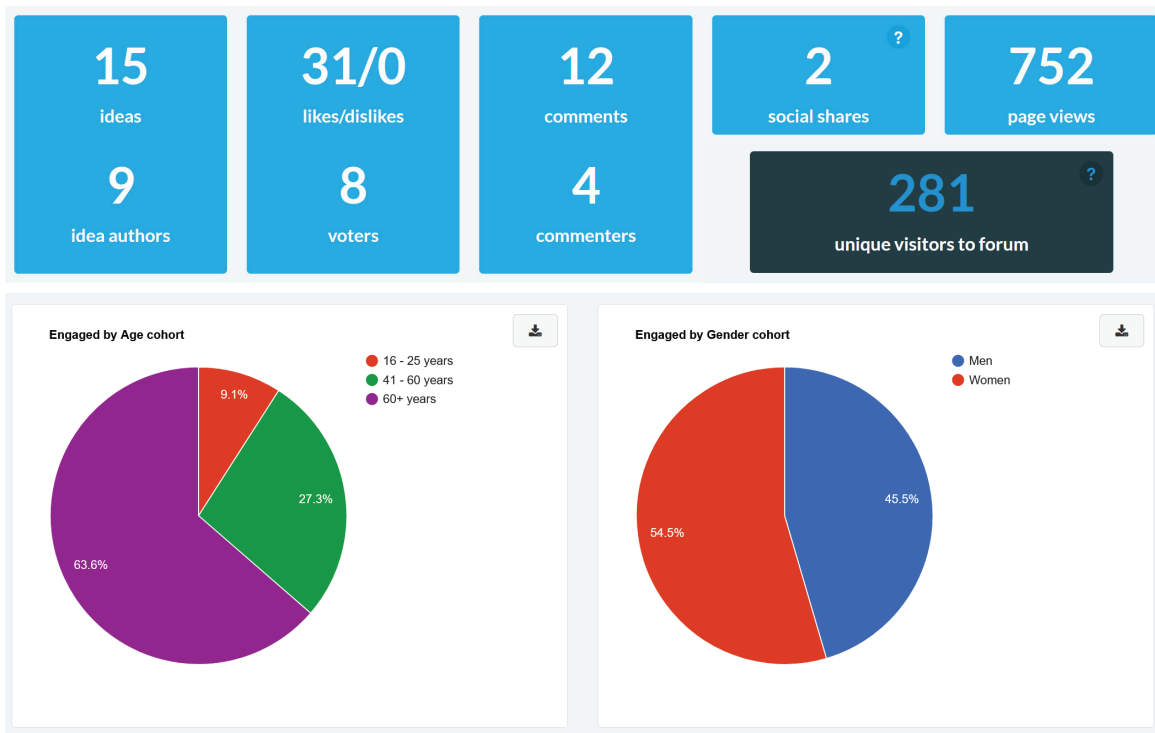 15
ideas
9
idea authors
31/0
likes/dislikes
8
voters
12
comments
4
commenters
?
2
social shares
752
page views
?
281
unique visitors to forum
Engaged by Age cohort
16 - 25 years
41 - 60 years
60+ years
9.1%
27.3%
63.6%
Engaged by Gender cohort
Men
Women
45.5%
54.5%